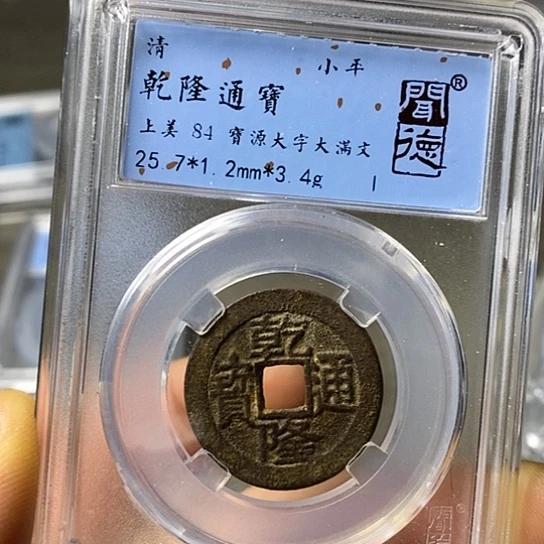 清
小平
乾隆通寶
聞德®
上美 84 寶源大字大滿文
25.7*1.2mm*3.4g
乾隆通寶